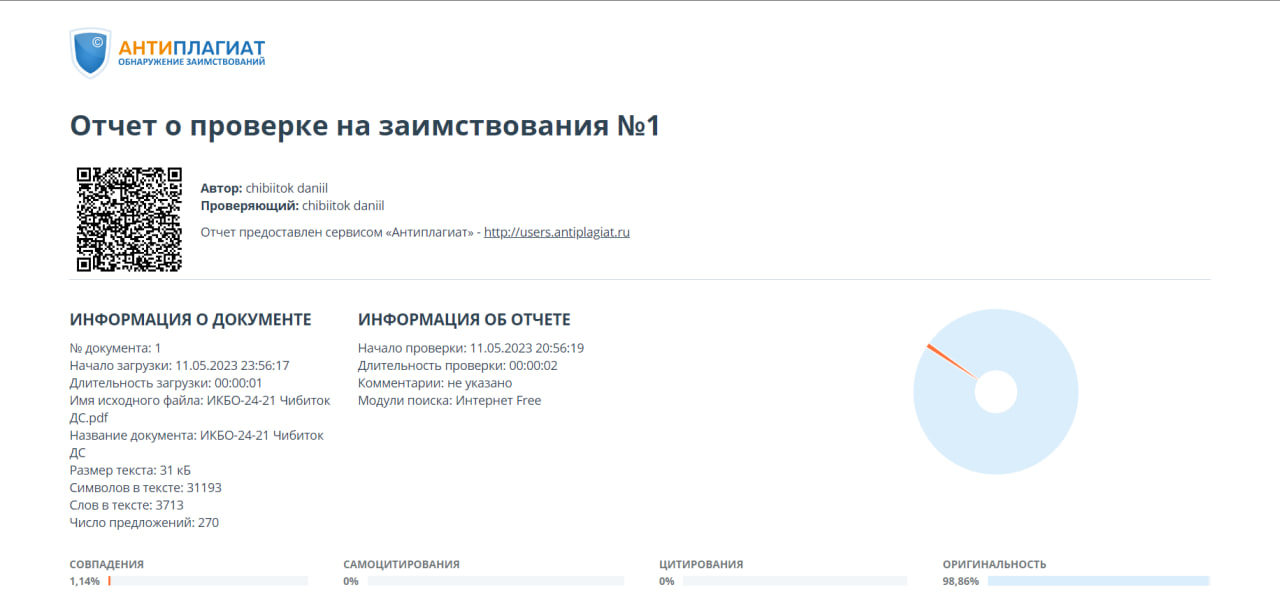 ©
АНТИПЛАГИАТ
ОБНАРУЖЕНИЕ ЗАИМСТВОВАНИЙ
Отчет о проверке на заимствования №1
Автор: chibiitok daniil
Проверяющий: chibiitok daniil
Отчет предоставлен сервисом «Антиплагиат» - http://users.antiplagiat.ru
ИНФОРМАЦИЯ О ДОКУМЕНТЕ
№ документа: 1
Начало загрузки: 11.05.2023 23:56:17
Длительность загрузки: 00:00:01
Имя исходного файла: ИКБО-24-21 Чибиток
ДС.pdf
Название документа: ИКБО-24-21 Чибиток
ДС
Размер текста: 31 кБ
Символов в тексте: 31193
Слов в тексте: 3713
Число предложений: 270
ИНФОРМАЦИЯ ОБ ОТЧЕТЕ
Начало проверки: 11.05.2023 20:56:19
Длительность проверки: 00:00:02
Комментарии: не указано
Модули поиска: Интернет Free
СОВПАДЕНИЯ
1,14%
САМОЦИТИРОВАНИЯ
0%
ЦИТИРОВАНИЯ
0%
ОРИГИНАЛЬНОСТЬ
98,86%